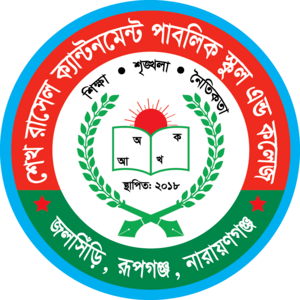 শেখ রাসেল ক্যান্টনমেন্ট পাবলিক স্কুল এন্ড কলেজ
শিক্ষা • শৃঙ্খলা • নৈতিকতা
অ ক
আ খ
স্থাপিত: ২০১৮
জলসিঁড়ি, রূপগঞ্জ, নারায়ণগঞ্জ